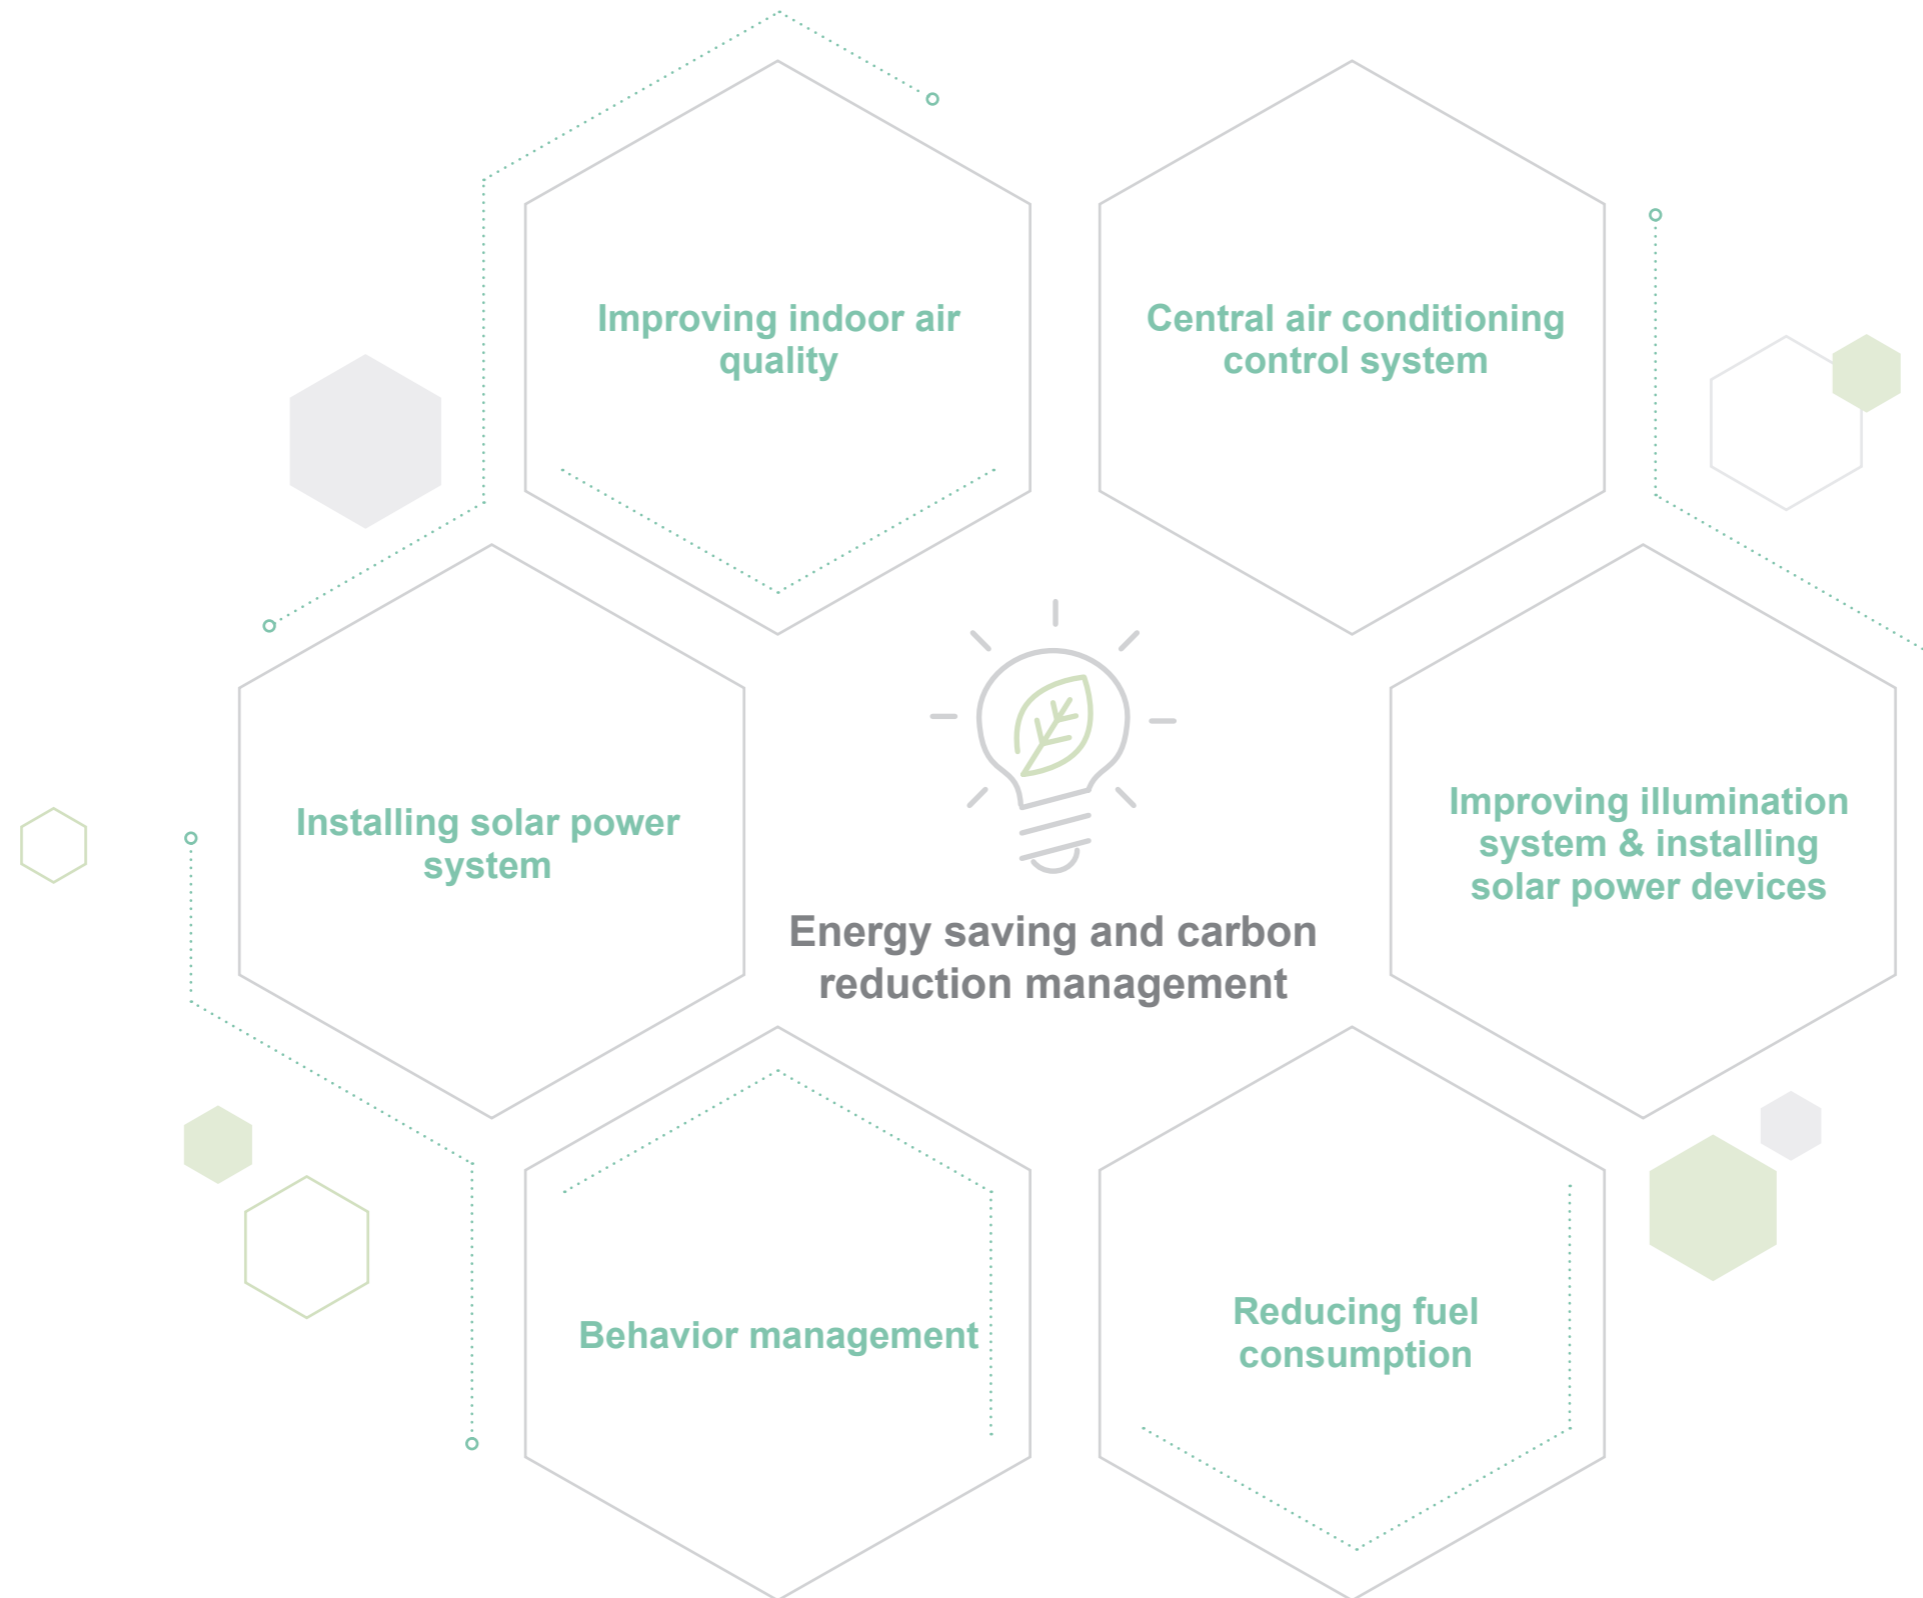 Improving indoor air
quality
Central air conditioning
control system
Installing solar power
system
Energy saving and carbon
reduction management
Improving illumination
system & installing
solar power devices
Behavior management
Reducing fuel
consumption